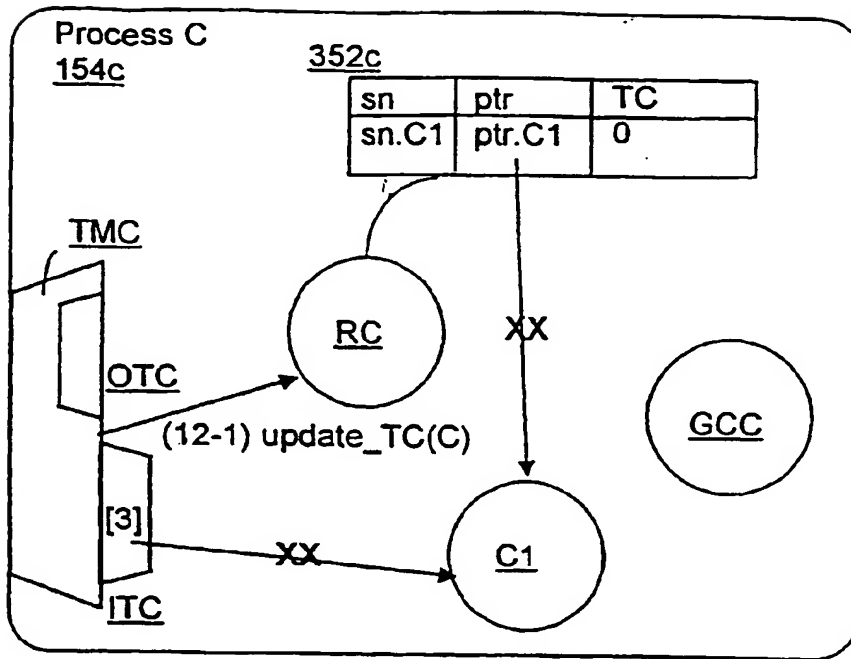 Process C
154c
352c
sn ptr TC
sn.C1 ptr.C1 0
TMC
RC
XX
OTC
(12-1) update_TC(C)
GCC
[3]
XX
C1
ITC